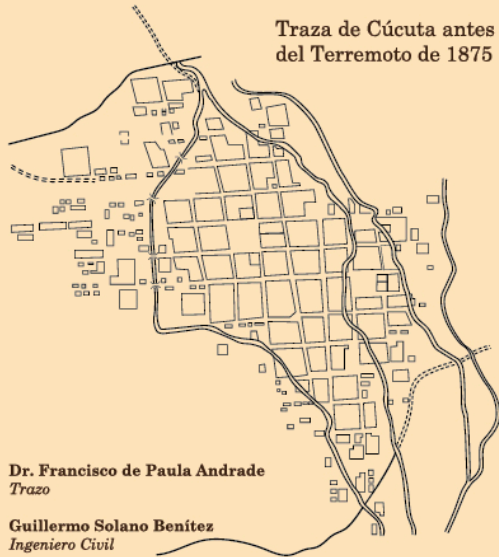 Traza de Cúcuta antes
del Terremoto de 1875
Dr. Francisco de Paula Andrade
Trazo
Guillermo Solano Benítez
Ingeniero Civil